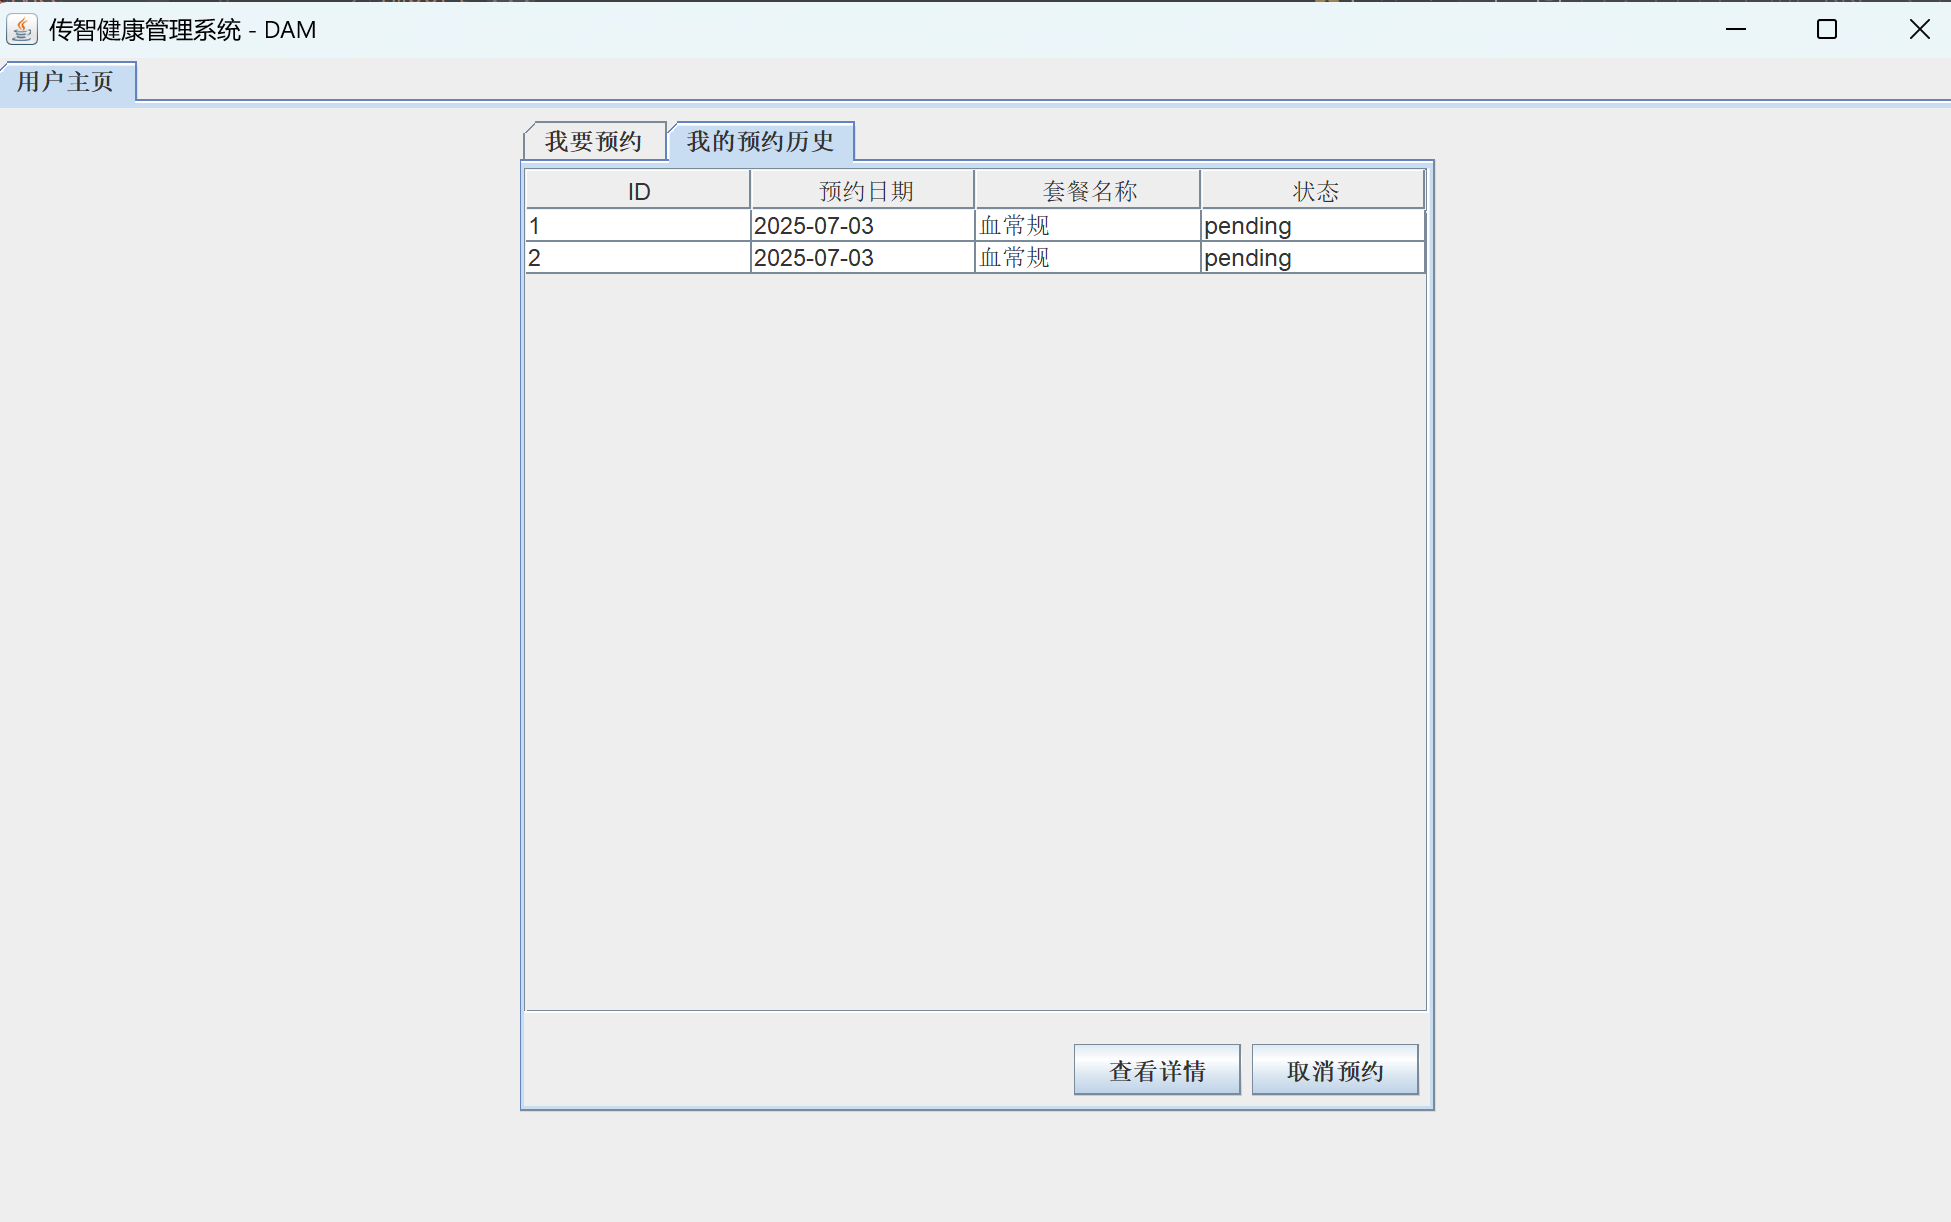 传智健康管理系统 - DAM
用户主页
我要预约 我的预约历史
ID 预约日期 套餐名称 状态
1 2025-07-03 血常规 pending
2 2025-07-03 血常规 pending
查看详情 取消预约